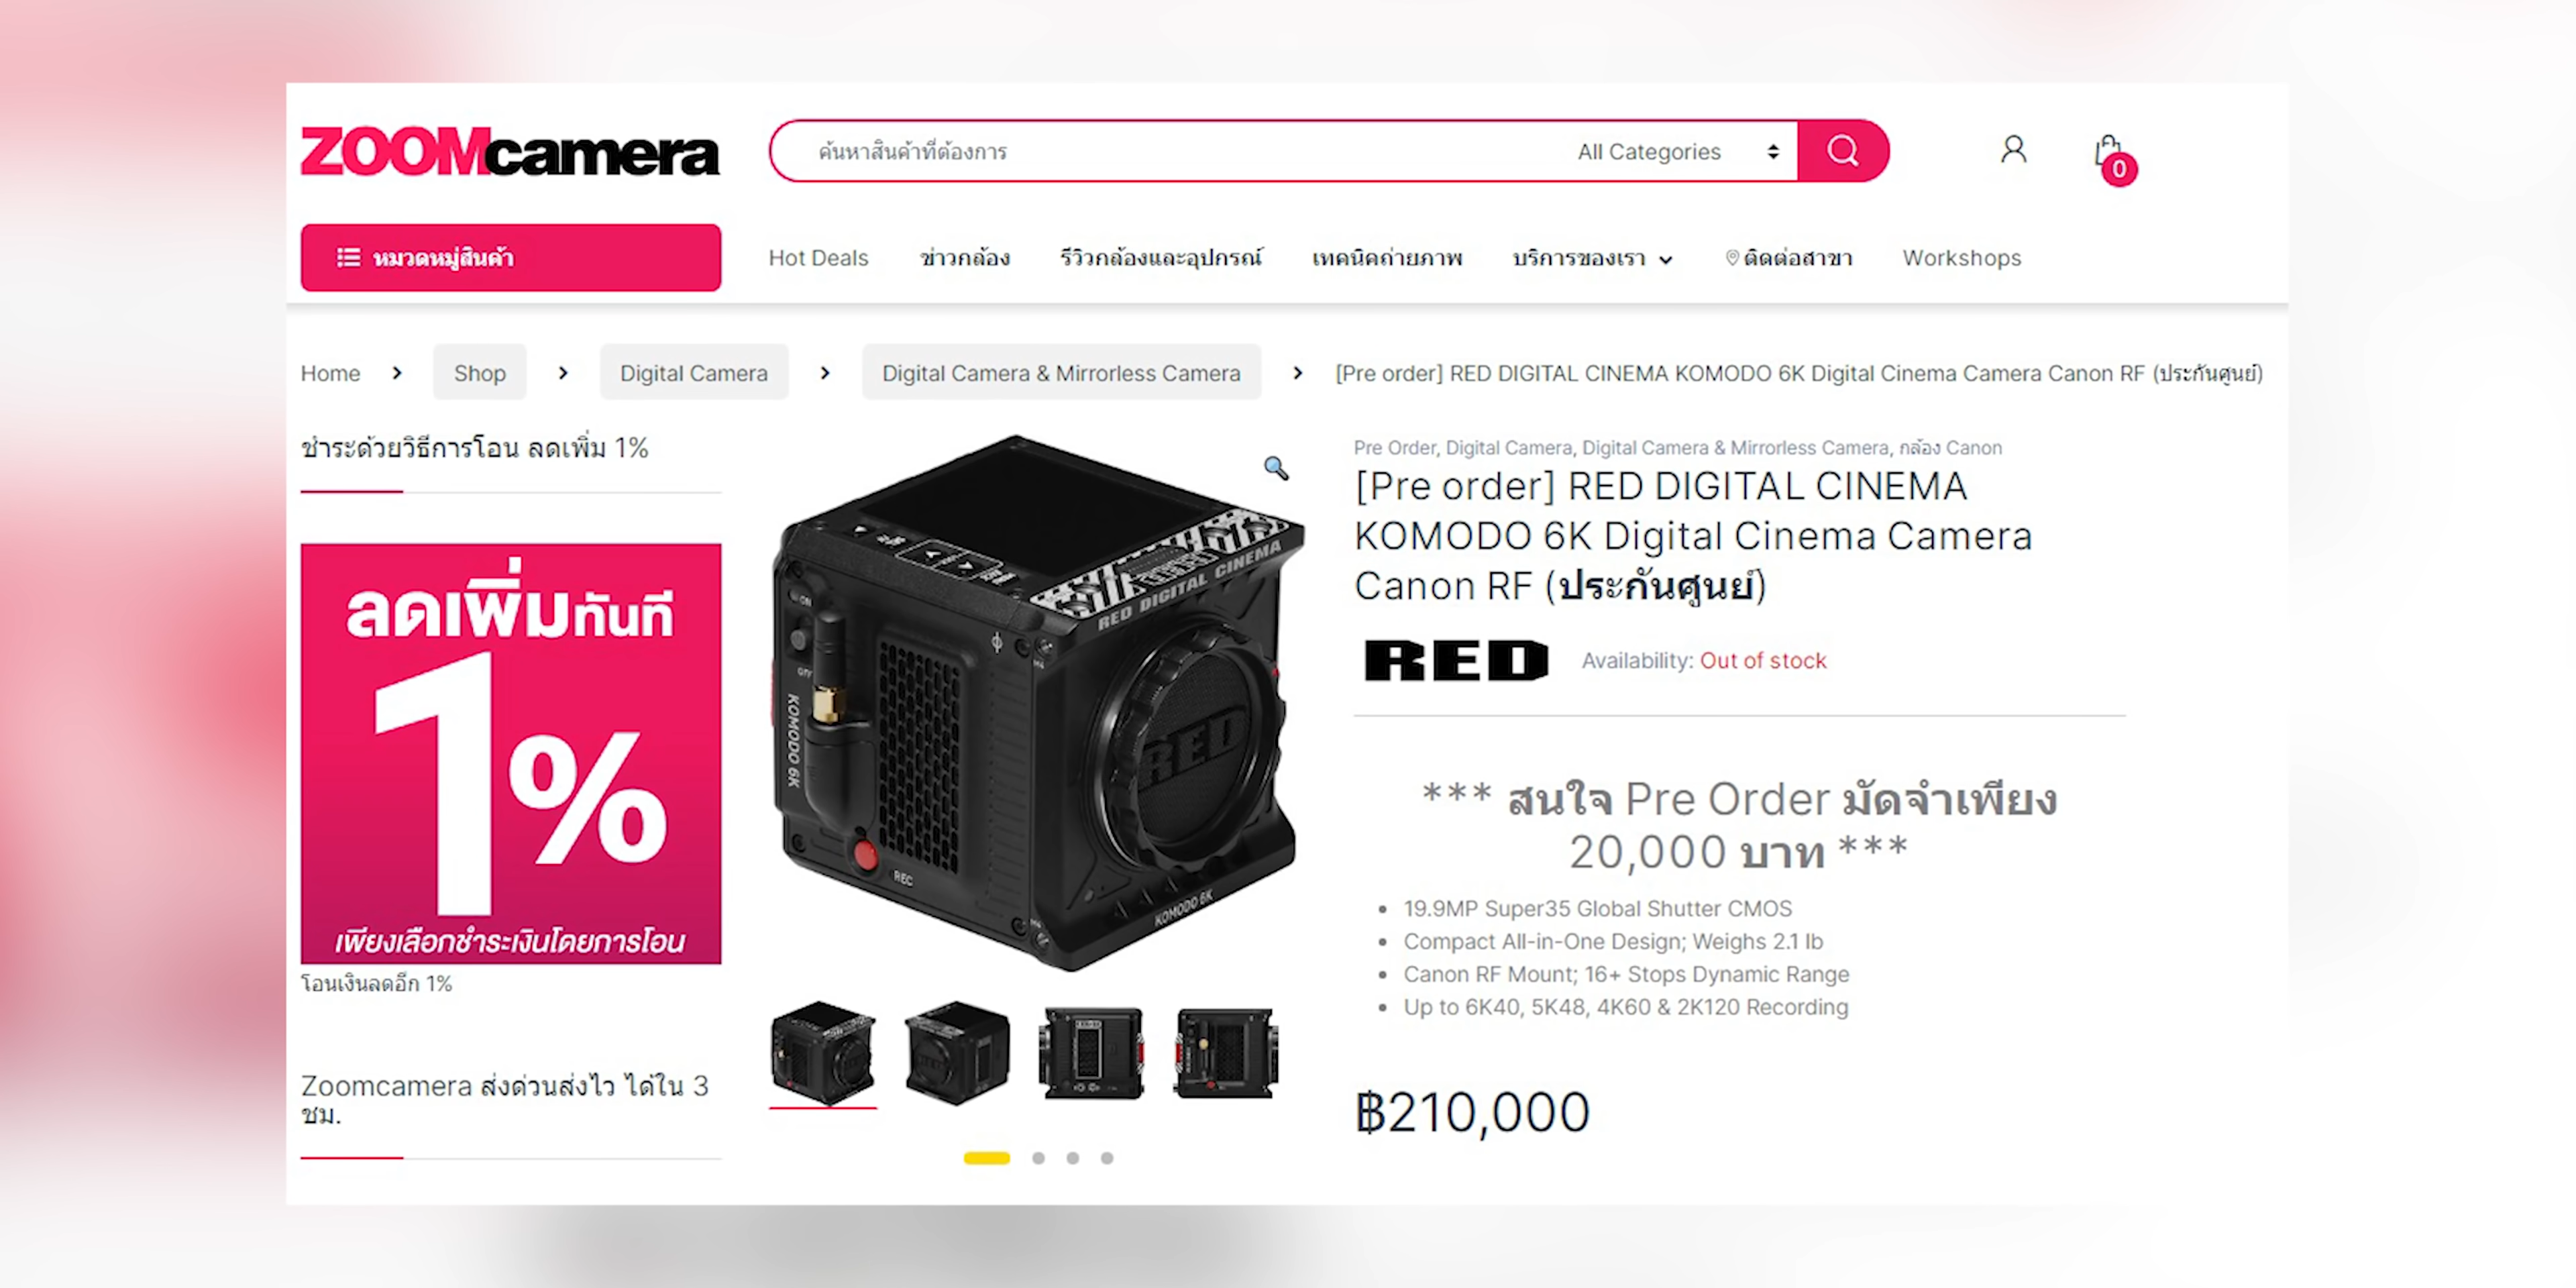 ZOOMcamera
ค้นหาสินค้าที่ต้องการ All Categories
0
หมวดหมู่สินค้า Hot Deals ข่าวกล้อง รีวิวกล้องและอุปกรณ์ เทคนิคถ่ายภาพ บริการของเรา ติดต่อสาขา Workshops
Home Shop Digital Camera Digital Camera & Mirrorless Camera [Pre order] RED DIGITAL CINEMA KOMODO 6K Digital Cinema Camera Canon RF (ประกันศูนย์)
ชำระด้วยวิธีการโอน ลดเพิ่ม 1%
ลดเพิ่มทันที
1%
เพียงเลือกชำระเงินโดยการโอน
โอนเงินลดอีก 1%
Zoomcamera ส่งด่วนส่งไว ได้ใน 3
ชม.
RED DIGITAL CINEMA
ON
KOMODO 6K
RED
REC
KOMODO 6K
Pre Order, Digital Camera, Digital Camera & Mirrorless Camera, กล้อง Canon
[Pre order] RED DIGITAL CINEMA
KOMODO 6K Digital Cinema Camera
Canon RF (ประกันศูนย์)
RED Availability: Out of stock
*** สนใจ Pre Order มัดจำเพียง
20,000 บาท ***
• 19.9MP Super35 Global Shutter CMOS
• Compact All-in-One Design; Weighs 2.1 lb
• Canon RF Mount; 16+ Stops Dynamic Range
• Up to 6K40, 5K48, 4K60 & 2K120 Recording
฿210,000